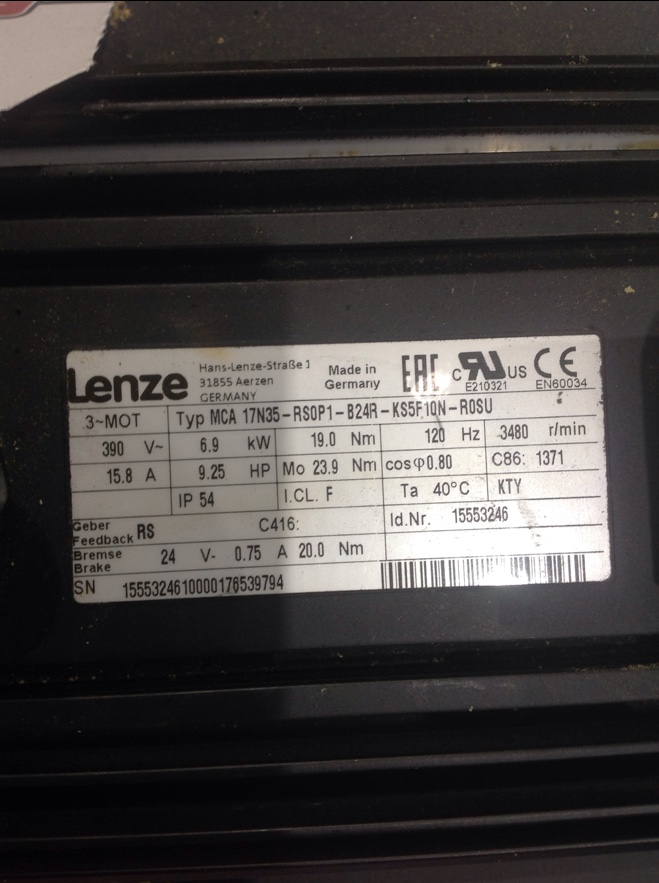 Lenze
Hans-Lenze-Straße 1
31855 Aerzen
GERMANY
Made in
Germany
EAC
c RU US
E210321
CE
EN60034
3~MOT Typ MCA 17N35-RS0P1-B24R-KS5F10N-R0SU
390 V~ 6.9 kW 19.0 Nm 120 Hz 3480 r/min
15.8 A 9.25 HP Mo 23.9 Nm cosφ0.80 C86: 1371
IP 54 I.CL. F Ta 40°C KTY
Geber
Feedback RS C416: Id.Nr. 15553246
Bremse
Brake 24 V- 0.75 A 20.0 Nm
SN 1555324610000176539794